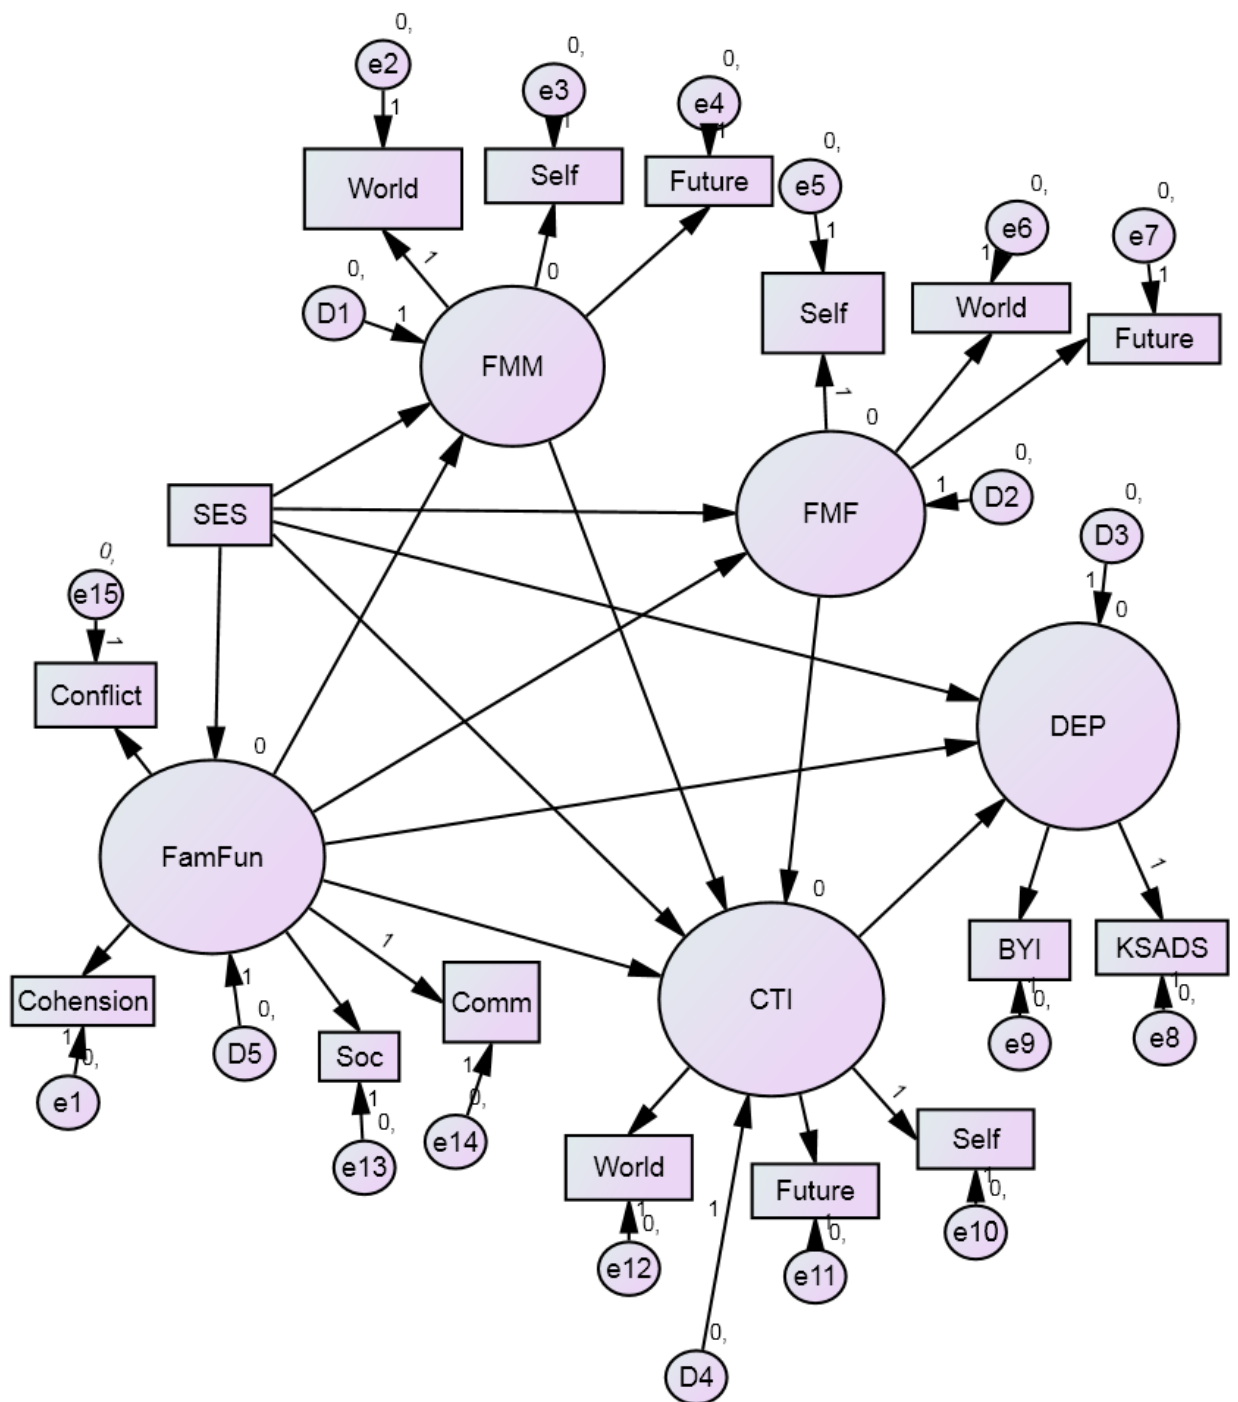 0,
e2
1
World
0,
e3
1
Self
0,
e4
1
Future
0,
e5
1
Self
0,
e6
1
World
0,
e7
1
Future
1
0
0,
D1
1
FMM
1
0
FMF
0,
D2
1
SES
0,
D3
1
0
DEP
0,
e15
1
Conflict
0
FamFun
Cohension
1
0,
e1
1
0,
D5
Soc
1
0,
e13
1
Comm
1
0,
e14
0
CTI
1
BYI
1
0,
e9
KSADS
1
0,
e8
World
1
0,
e12
Future
1
0,
e11
1
Self
1
0,
e10
1
0,
D4